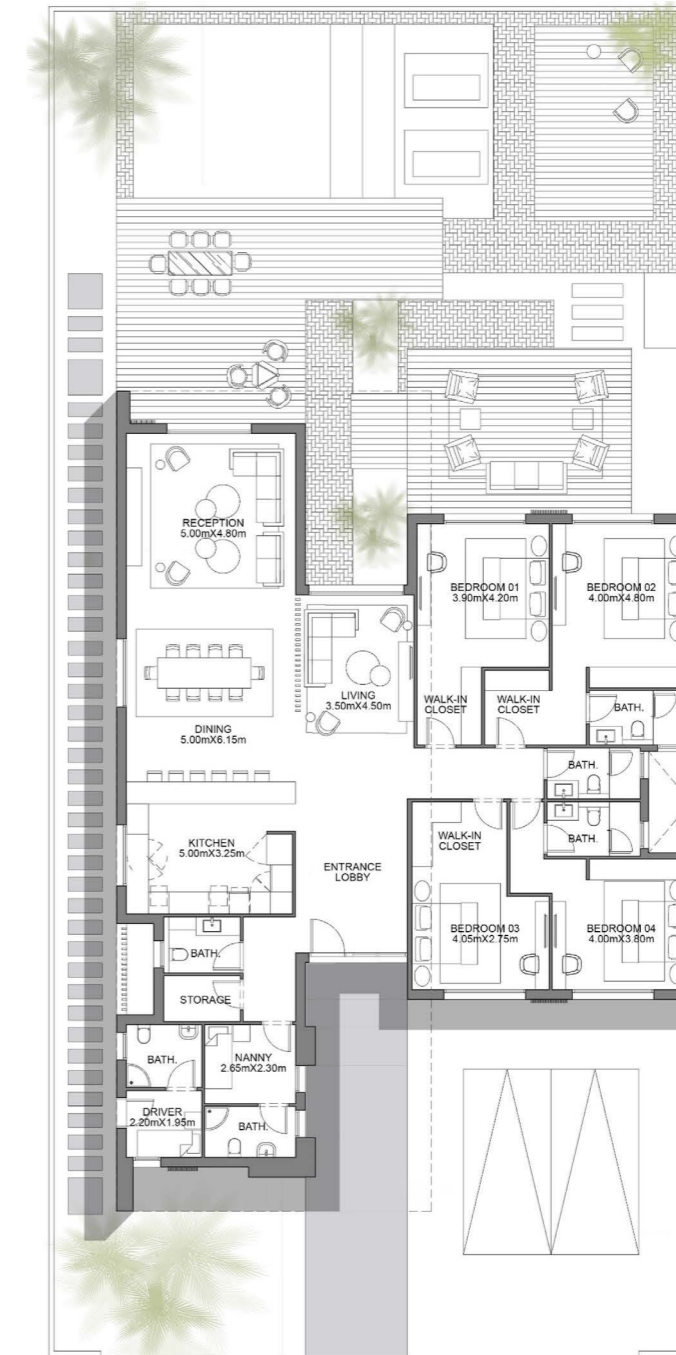 RECEPTION
5.00mX4.80m
BEDROOM 01
3.90mX4.20m
BEDROOM 02
4.00mX4.80m
LIVING
3.50mX4.50m
WALK-IN
CLOSET
WALK-IN
CLOSET
BATH.
DINING
5.00mX6.15m
BATH.
KITCHEN
5.00mX3.25m
WALK-IN
CLOSET
BATH.
ENTRANCE
LOBBY
BEDROOM 03
4.05mX2.75m
BEDROOM 04
4.00mX3.80m
BATH.
STORAGE
BATH.
NANNY
2.65mX2.30m
DRIVER
2.20mX1.95m
BATH.